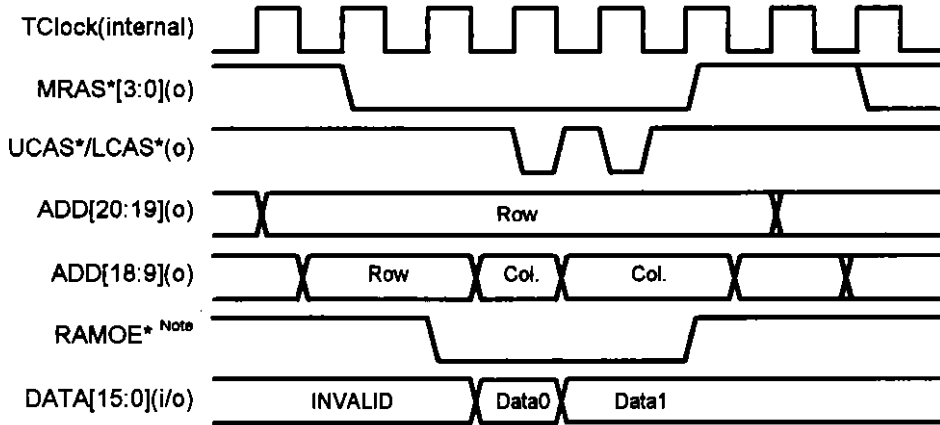 TClock(internal)
MRAS*[3:0](o)
UCAS*/LCAS*(o)
ADD[20:19](o)
Row
ADD[18:9](o)
Row
Col.
Col.
RAMOE* Note
DATA[15:0](i/o)
INVALID
Data0
Data1